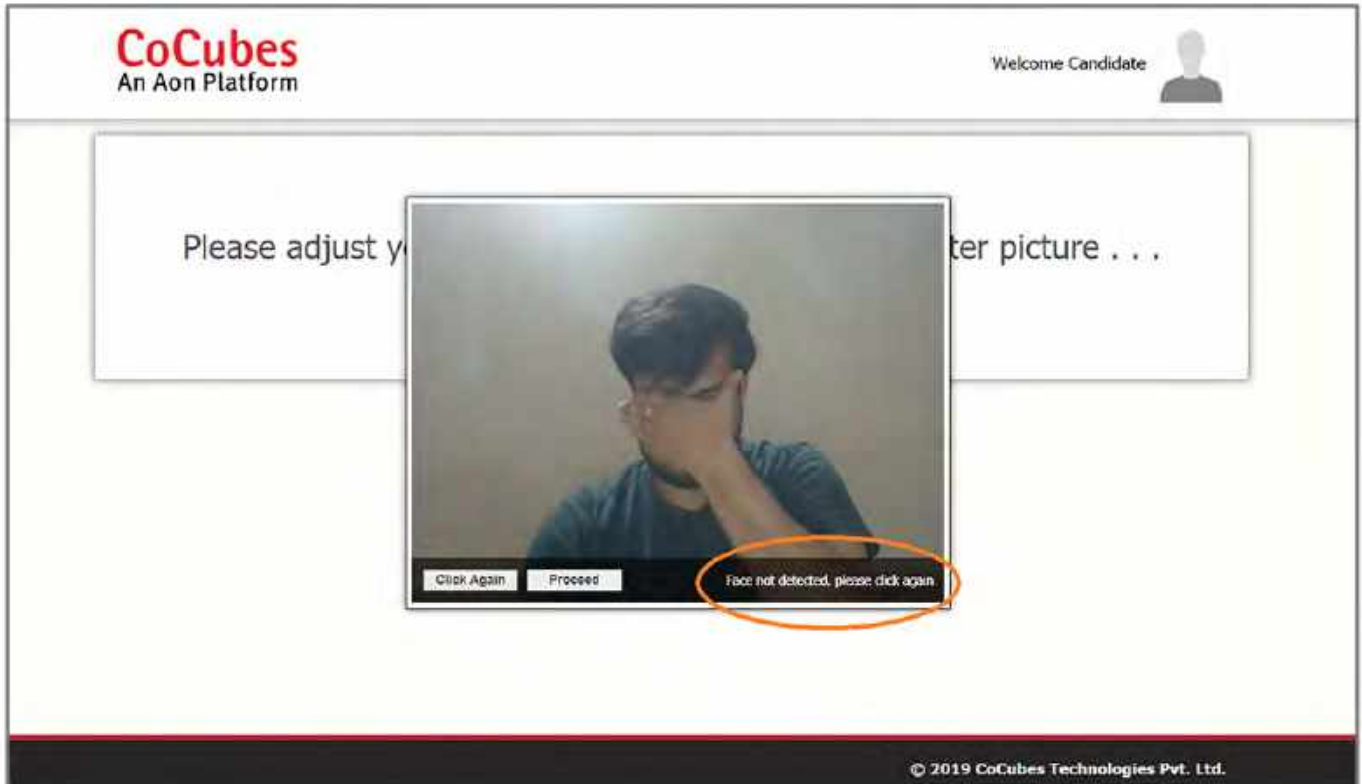 CoCubes
An Aon Platform
Welcome Candidate
Please adjust y
ter picture . . .
Click Again
Proceed
Face not detected, please click again
© 2019 CoCubes Technologies Pvt. Ltd.